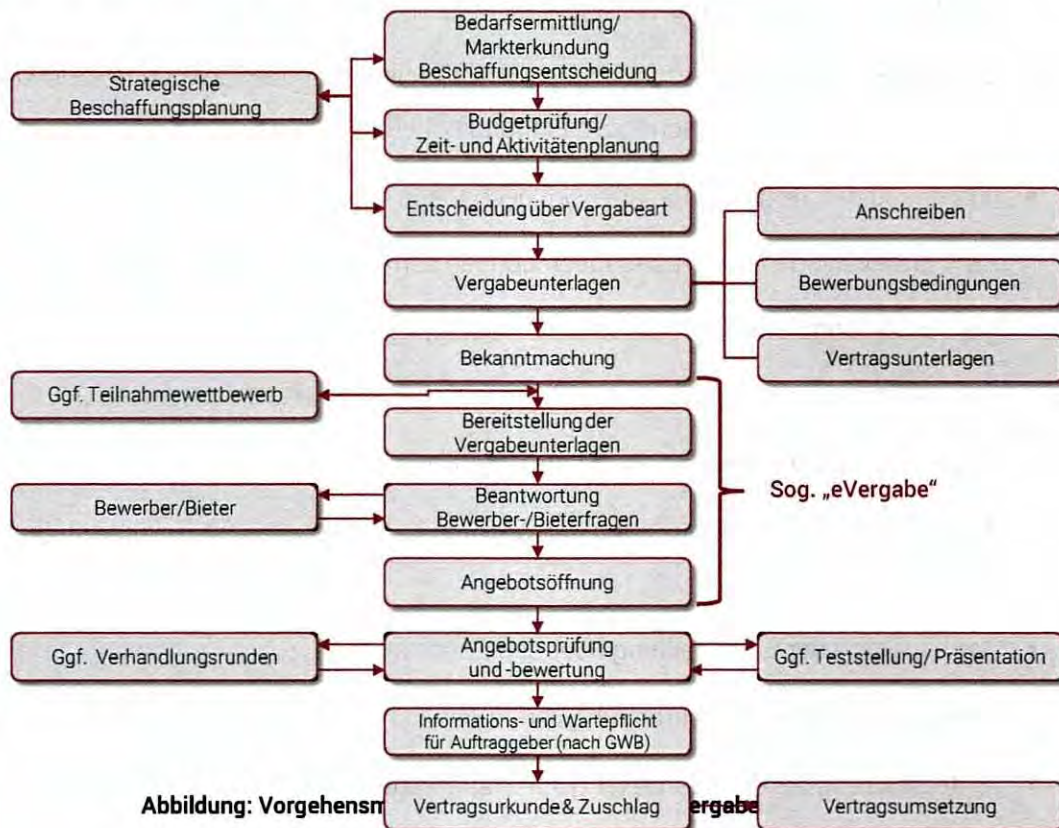 Bedarfsermittlung/
Markterkundung
Beschaffungsentscheidung
Strategische
Beschaffungsplanung
Budgetprüfung/
Zeit- und Aktivitätenplanung
Entscheidung über Vergabeart
Anschreiben
Vergabeunterlagen
Bewerbungsbedingungen
Bekanntmachung
Vertragsunterlagen
Ggf. Teilnahmewettbewerb
Bereitstellung der
Vergabeunterlagen
Sog. „eVergabe“
Bewerber/Bieter
Beantwortung
Bewerber-/Bieterfragen
Angebotsöffnung
Ggf. Verhandlungsrunden
Angebotsprüfung
und -bewertung
Ggf. Teststellung/ Präsentation
Informations- und Wartepflicht
für Auftraggeber (nach GWB)
Abbildung:
Vertragsurkunde & Zuschlag
Vertragsumsetzung